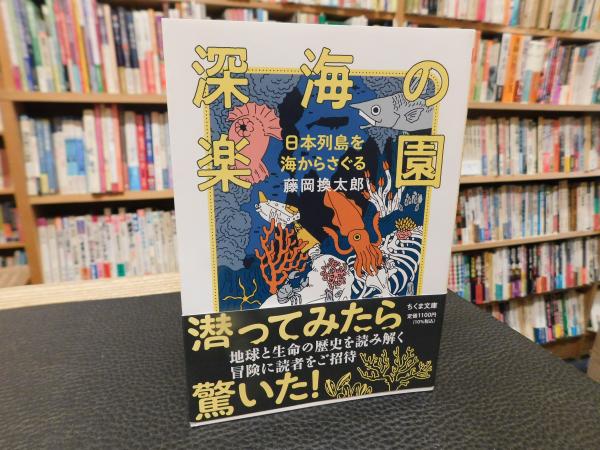 深海の
楽園
日本列島を
海からさぐる
藤岡換太郎
ちくま文庫
定価1100円
(10%税込)
潜ってみたら
地球と生命の歴史を読み解く
冒険に読者をご招待
驚いた!